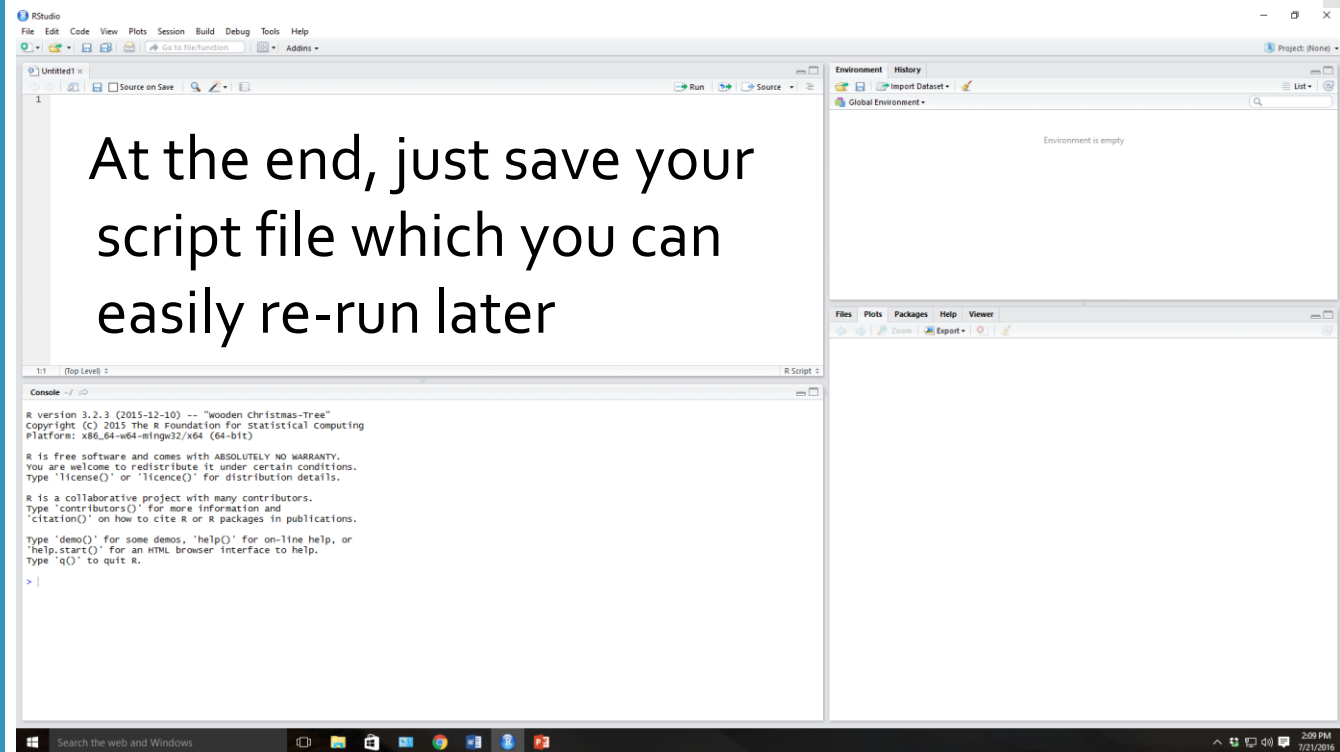 RStudio
File Edit Code View Plots Session Build Debug Tools Help
Go to file/function Addins
Project: (None)
Untitled1
Source on Save Run Source
1
At the end, just save your
script file which you can
easily re-run later
1:1 (Top Level) R Script
Console ~/
R version 3.2.3 (2015-12-10) -- "Wooden Christmas-Tree"
Copyright (C) 2015 The R Foundation for Statistical Computing
Platform: x86_64-w64-mingw32/x64 (64-bit)
R is free software and comes with ABSOLUTELY NO WARRANTY.
You are welcome to redistribute it under certain conditions.
Type 'license()' or 'licence()' for distribution details.
R is a collaborative project with many contributors.
Type 'contributors()' for more information and
'citation()' on how to cite R or R packages in publications.
Type 'demo()' for some demos, 'help()' for on-line help, or
'help.start()' for an HTML browser interface to help.
Type 'q()' to quit R.
>
Environment History
Import Dataset List
Global Environment
Environment is empty
Files Plots Packages Help Viewer
Zoom Export
Search the web and Windows
2:09 PM
7/21/2016